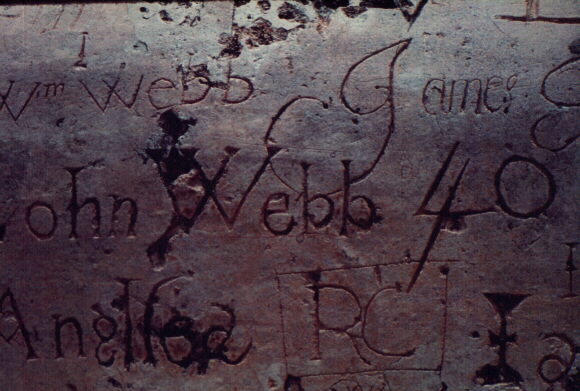 I
Wm Webb James
John Webb 40
Anglesa RC I